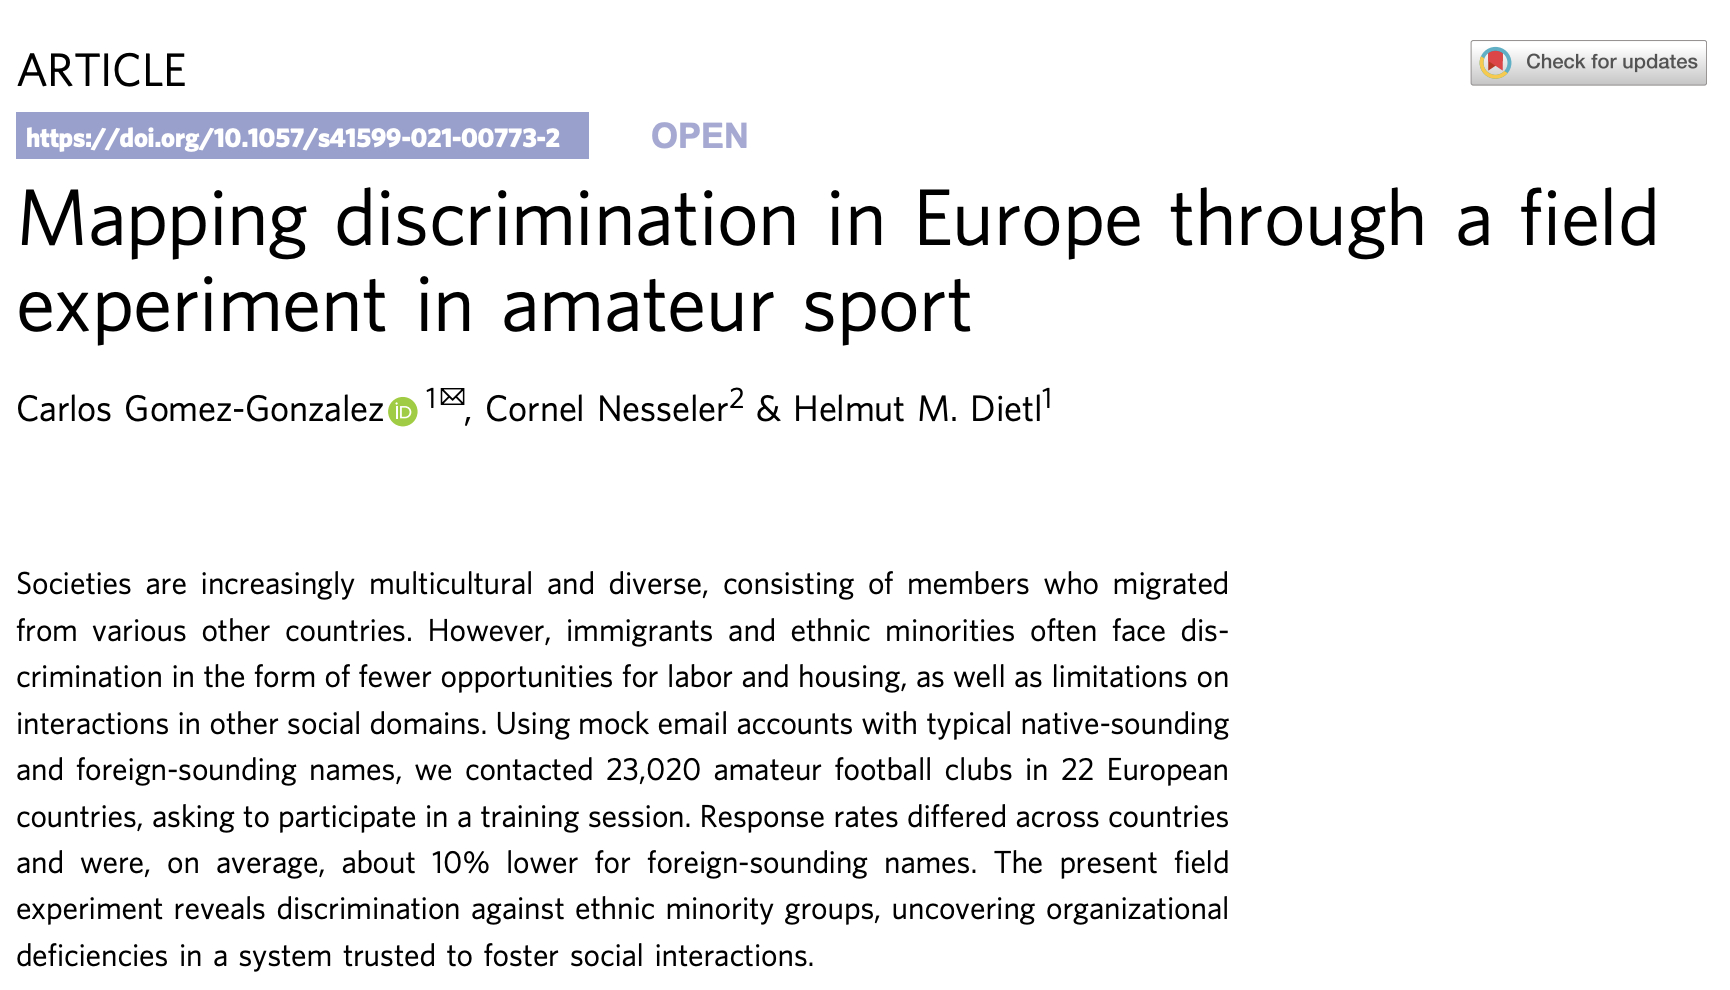 ARTICLE
Check for updates
https://doi.org/10.1057/s41599-021-00773-2 OPEN
Mapping discrimination in Europe through a field
experiment in amateur sport
Carlos Gomez-Gonzalez iD 1✉, Cornel Nesseler2 & Helmut M. Dietl1
Societies are increasingly multicultural and diverse, consisting of members who migrated
from various other countries. However, immigrants and ethnic minorities often face dis-
crimination in the form of fewer opportunities for labor and housing, as well as limitations on
interactions in other social domains. Using mock email accounts with typical native-sounding
and foreign-sounding names, we contacted 23,020 amateur football clubs in 22 European
countries, asking to participate in a training session. Response rates differed across countries
and were, on average, about 10% lower for foreign-sounding names. The present field
experiment reveals discrimination against ethnic minority groups, uncovering organizational
deficiencies in a system trusted to foster social interactions.